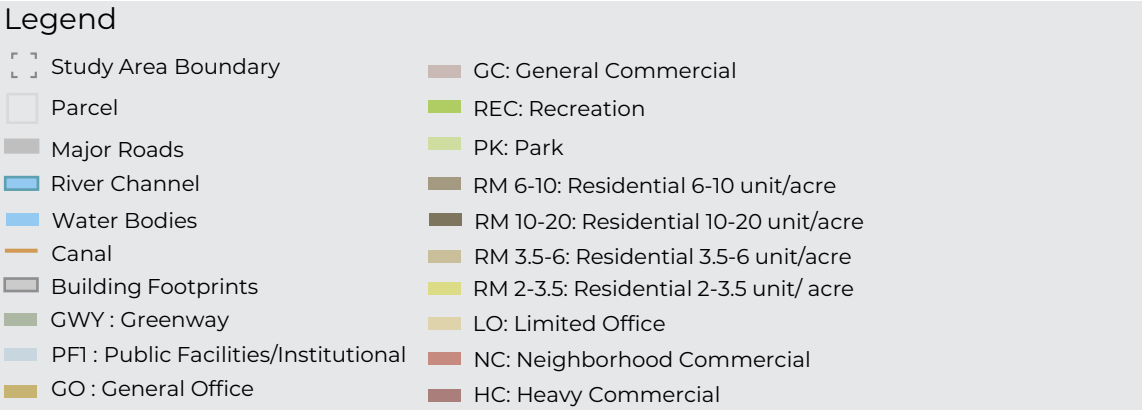 Legend
Study Area Boundary
Parcel
Major Roads
River Channel
Water Bodies
Canal
Building Footprints
GWY : Greenway
PF1 : Public Facilities/Institutional
GO : General Office
GC: General Commercial
REC: Recreation
PK: Park
RM 6-10: Residential 6-10 unit/acre
RM 10-20: Residential 10-20 unit/acre
RM 3.5-6: Residential 3.5-6 unit/acre
RM 2-3.5: Residential 2-3.5 unit/ acre
LO: Limited Office
NC: Neighborhood Commercial
HC: Heavy Commercial